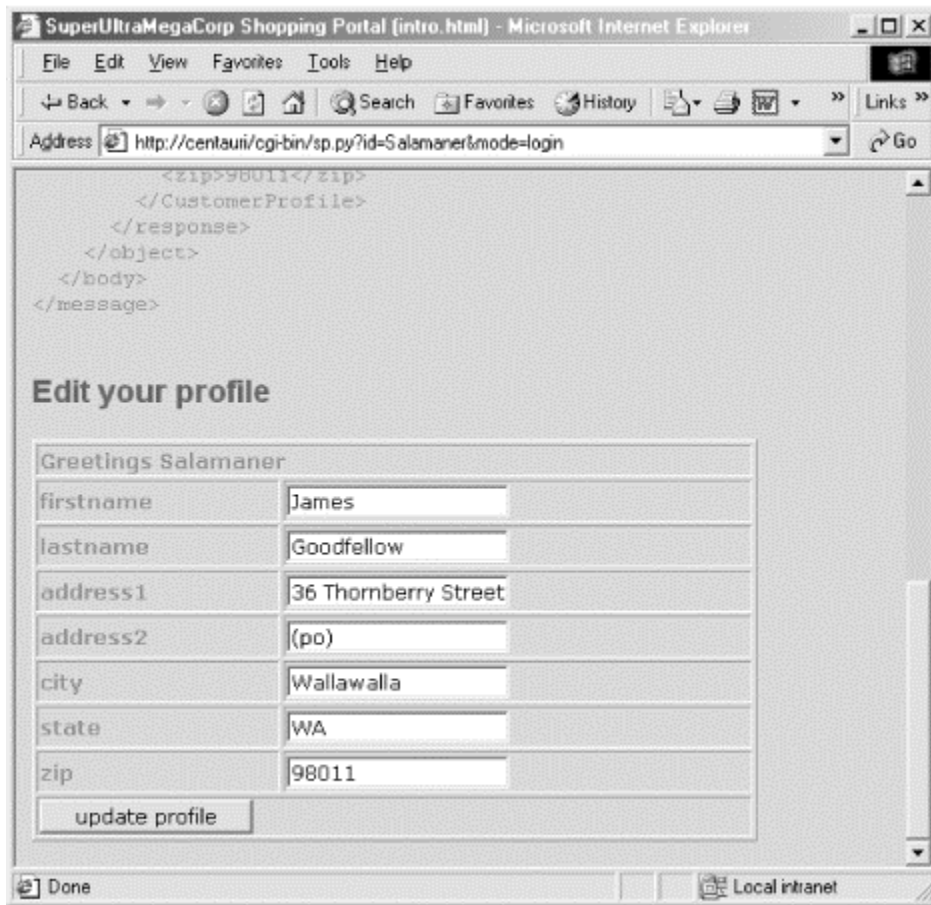 SuperUltraMegaCorp Shopping Portal (intro.html) - Microsoft Internet Explorer
File Edit View Favorites Tools Help
Back Search Favorites History Links »
Address http://centauri/cgi-bin/sp.py?id=Salamaner&mode=login Go
<zip>98011</zip>
</CustomerProfile>
</response>
</object>
</body>
</message>
Edit your profile
Greetings Salamaner
firstname James
lastname Goodfellow
address1 36 Thornberry Street
address2 (po)
city Wallawalla
state WA
zip 98011
update profile
Done Local intranet